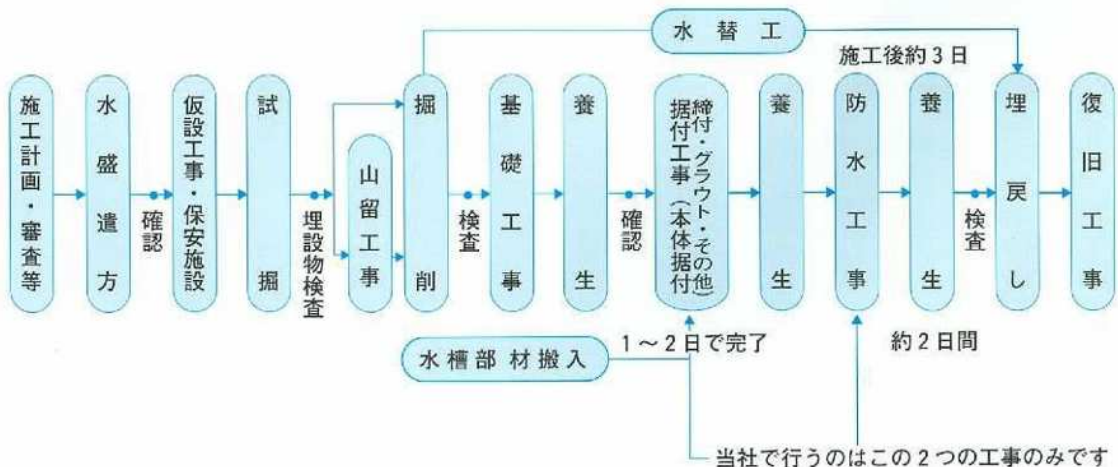 水替工
施工後約3日
施工計画・審査等
水盛遣方
確認
仮設工事・保安施設
試掘
埋設物検査
山留工事
掘削
検査
基礎工事
養生
確認
据付工事(本体据付
締付・グラウト・その他)
養生
防水工事
養生
検査
埋戻し
復旧工事
水槽部材搬入
1～2日で完了
約2日間
当社で行うのはこの2つの工事のみです